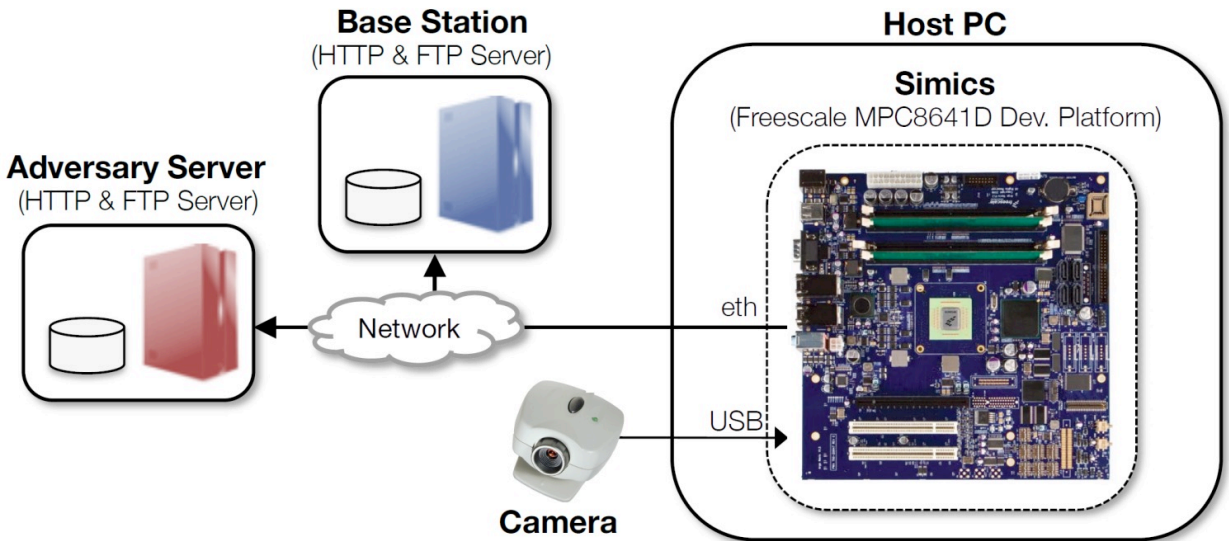 Base Station
(HTTP & FTP Server)
Host PC
Simics
(Freescale MPC8641D Dev. Platform)
Adversary Server
(HTTP & FTP Server)
Network
eth
USB
Camera